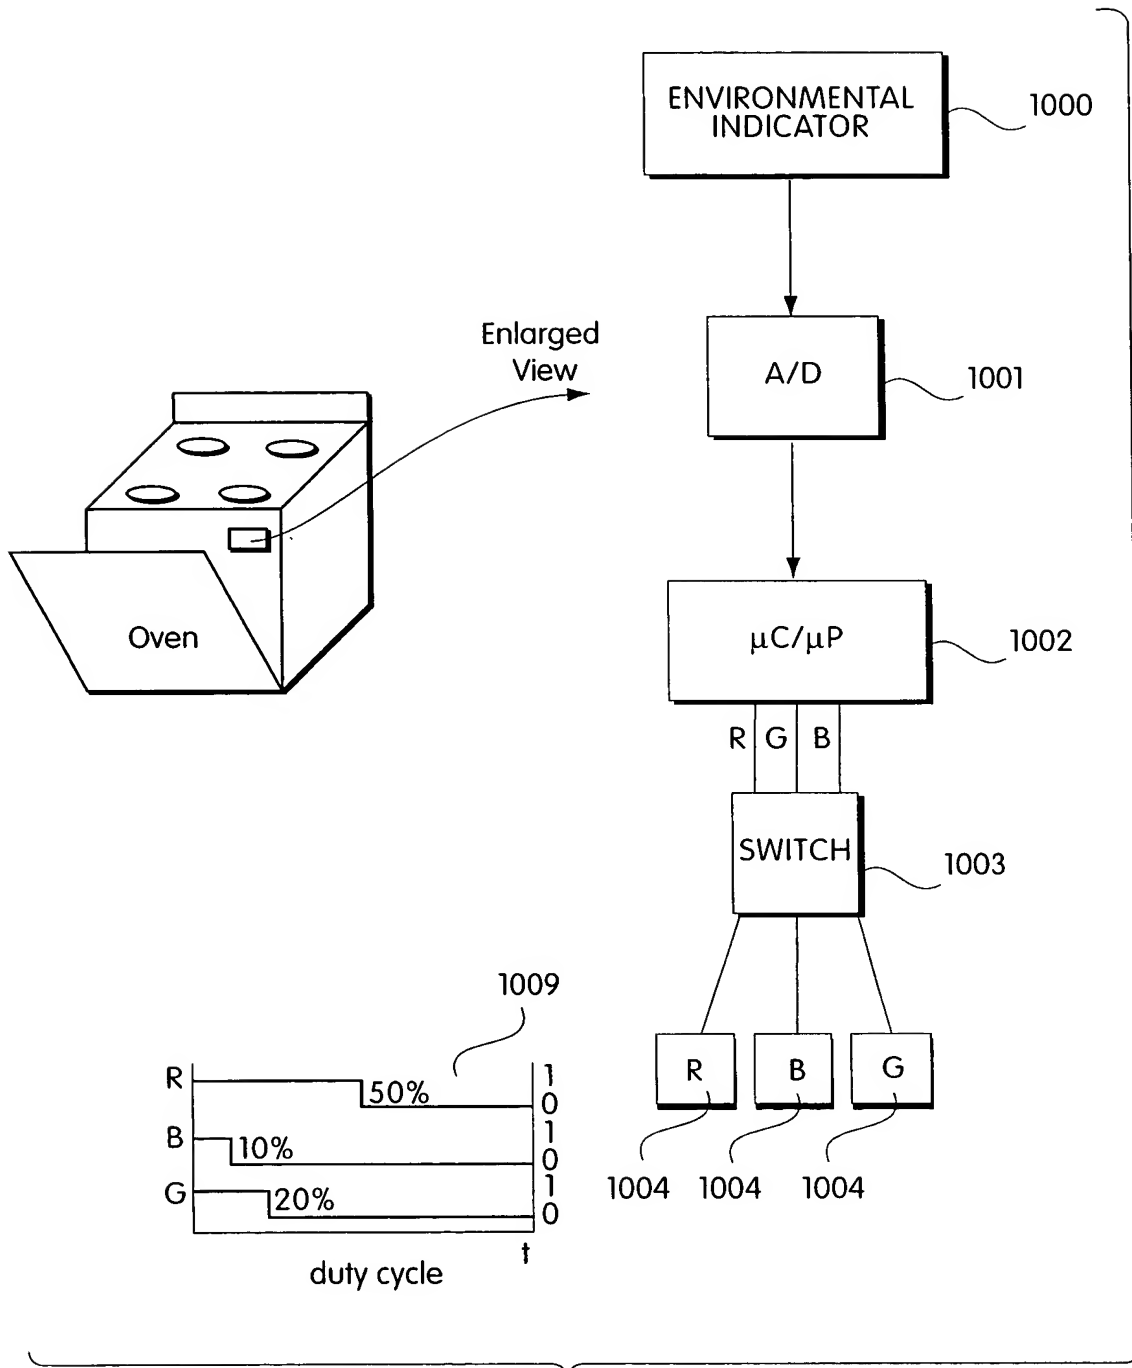 ENVIRONMENTAL
INDICATOR
1000
A/D
1001
Enlarged
View
Oven
μC/μP
1002
R G B
SWITCH
1003
R B G
1004 1004 1004
1009
R 50% 1
0
B 10% 1
0
G 20% 1
0
t
duty cycle